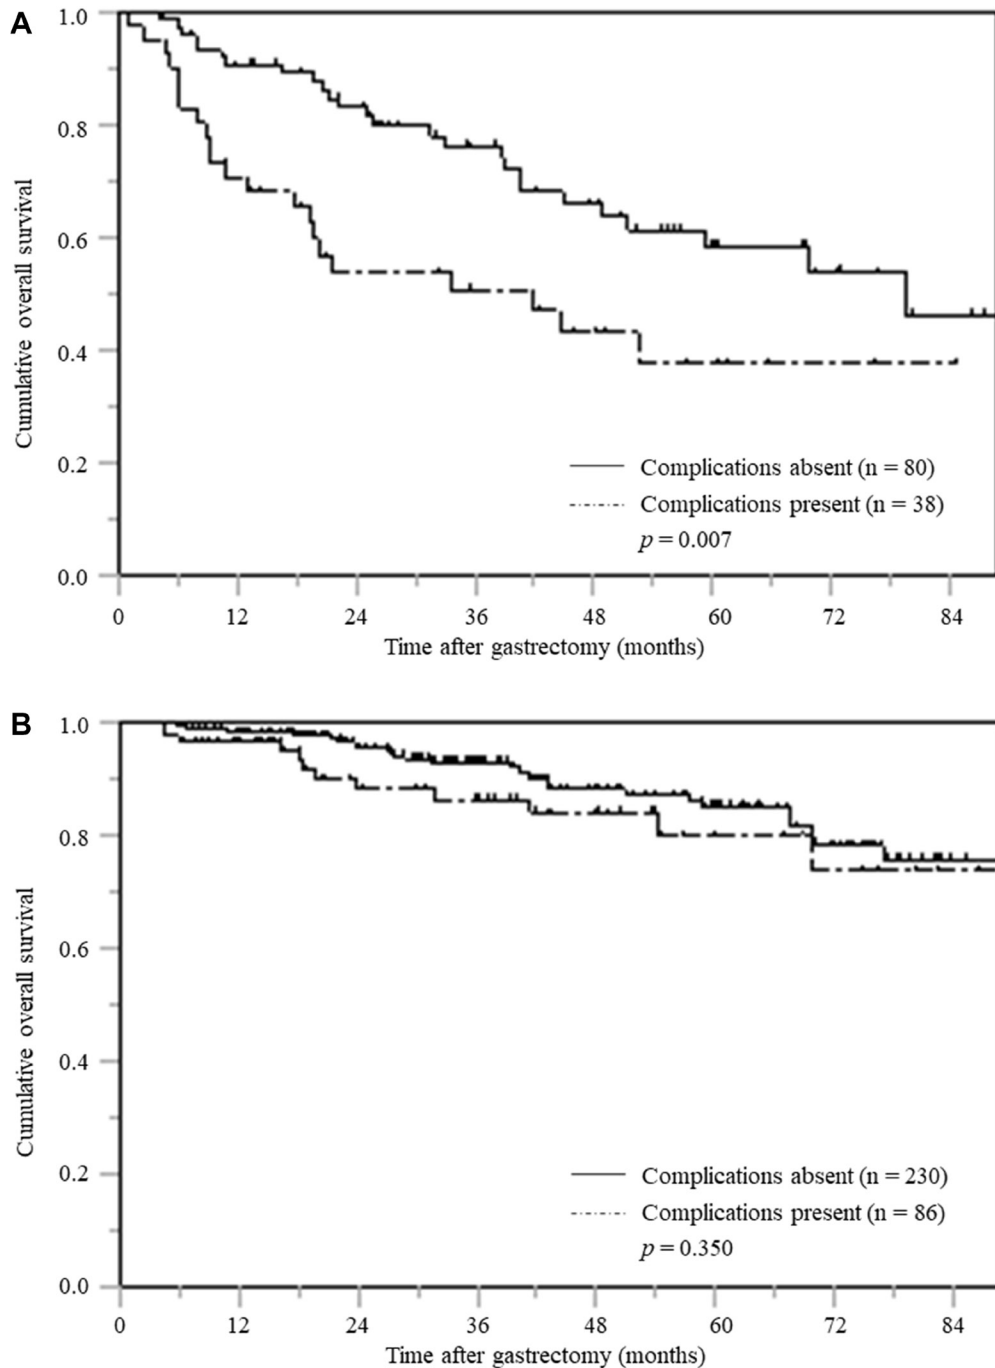 A
1.0
0.8
0.6
0.4
0.2
0.0
Cumulative overall survival
Complications absent (n = 80)
Complications present (n = 38)
p = 0.007
0 12 24 36 48 60 72 84
Time after gastrectomy (months)
B
1.0
0.8
0.6
0.4
0.2
0.0
Cumulative overall survival
Complications absent (n = 230)
Complications present (n = 86)
p = 0.350
0 12 24 36 48 60 72 84
Time after gastrectomy (months)